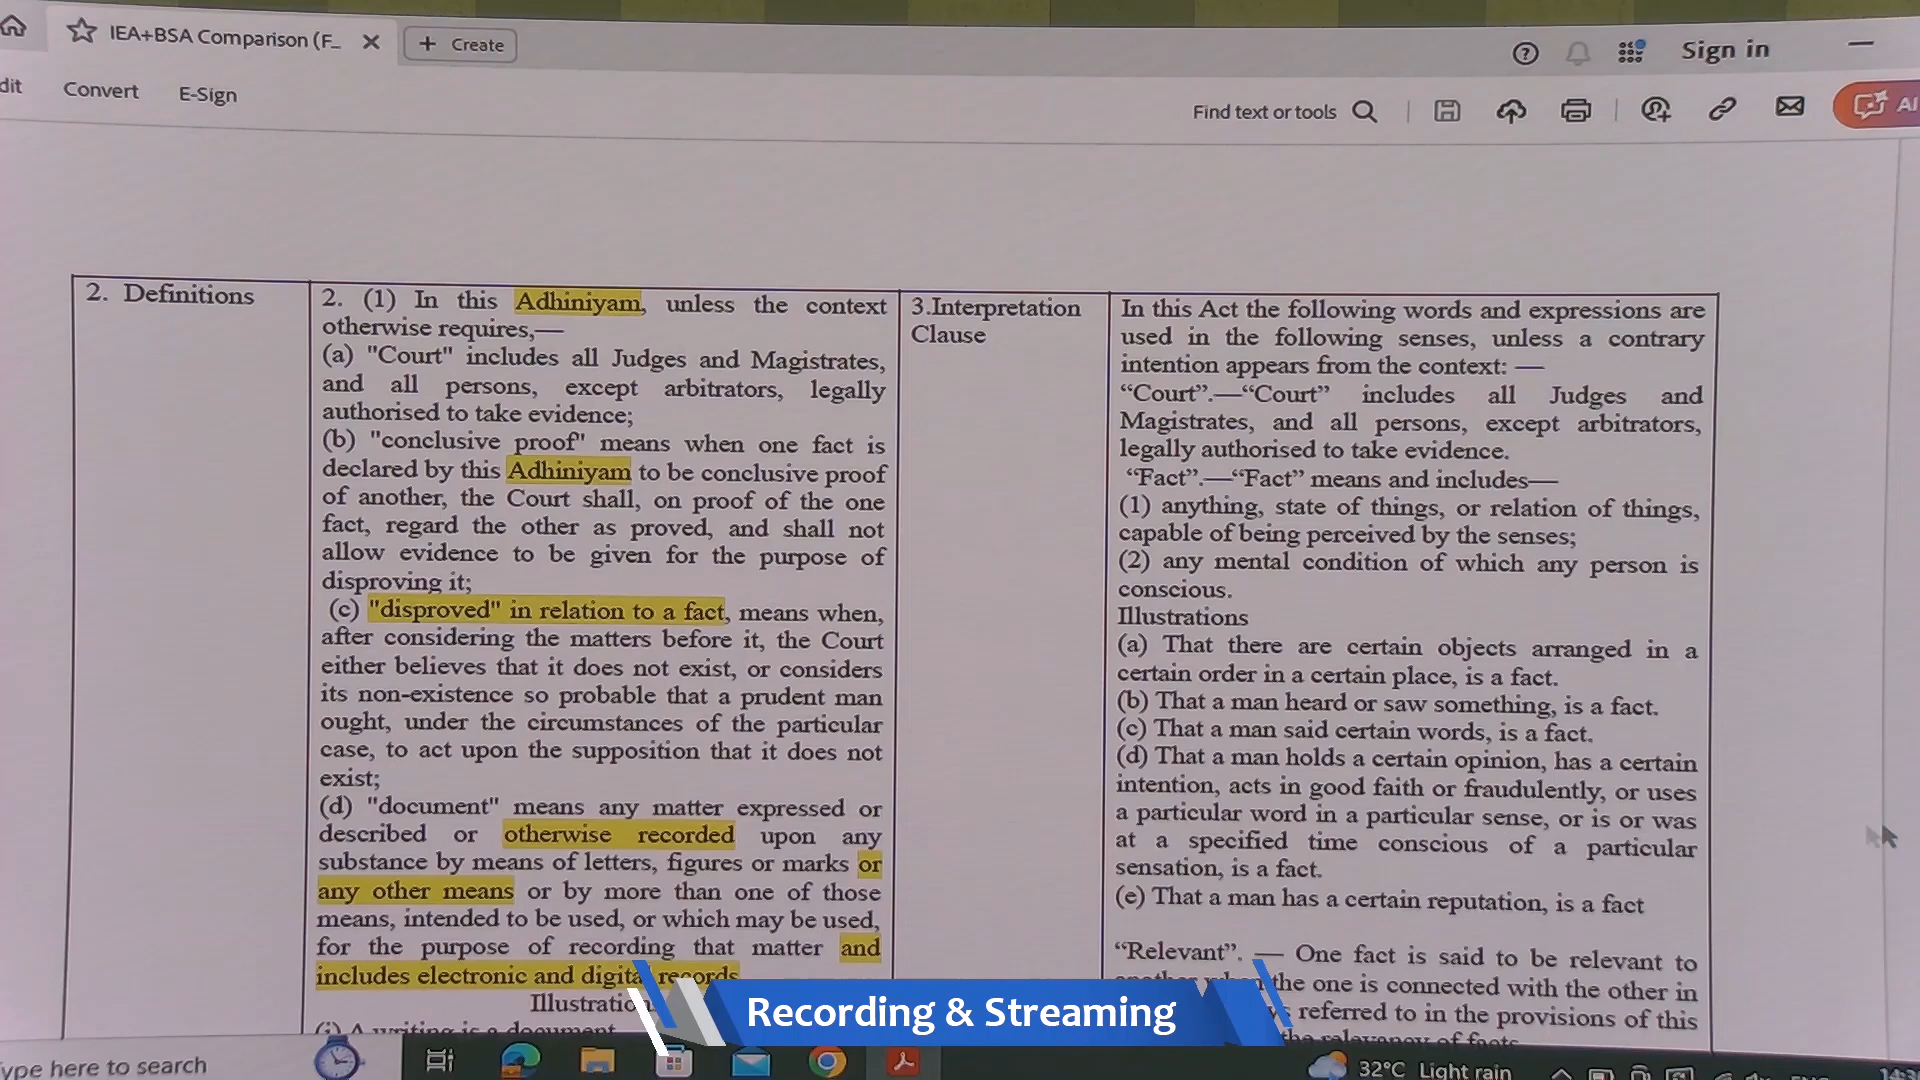 IEA+BSA Comparison (F_
+ Create
Sign in
dit
Convert
E-Sign
Find text or tools
AI
2. Definitions
2. (1) In this Adhiniyam, unless the context
otherwise requires,—
(a) "Court" includes all Judges and Magistrates,
and all persons, except arbitrators, legally
authorised to take evidence;
(b) "conclusive proof" means when one fact is
declared by this Adhiniyam to be conclusive proof
of another, the Court shall, on proof of the one
fact, regard the other as proved, and shall not
allow evidence to be given for the purpose of
disproving it;
(c) "disproved" in relation to a fact, means when,
after considering the matters before it, the Court
either believes that it does not exist, or considers
its non-existence so probable that a prudent man
ought, under the circumstances of the particular
case, to act upon the supposition that it does not
exist;
(d) "document" means any matter expressed or
described or otherwise recorded upon any
substance by means of letters, figures or marks or
any other means or by more than one of those
means, intended to be used, or which may be used,
for the purpose of recording that matter and
includes electronic and digital records
Illustration
(i) A writing is a document
3.Interpretation
Clause
In this Act the following words and expressions are
used in the following senses, unless a contrary
intention appears from the context: —
“Court”.—“Court” includes all Judges and
Magistrates, and all persons, except arbitrators,
legally authorised to take evidence.
“Fact”.—“Fact” means and includes—
(1) anything, state of things, or relation of things,
capable of being perceived by the senses;
(2) any mental condition of which any person is
conscious.
Illustrations
(a) That there are certain objects arranged in a
certain order in a certain place, is a fact.
(b) That a man heard or saw something, is a fact.
(c) That a man said certain words, is a fact.
(d) That a man holds a certain opinion, has a certain
intention, acts in good faith or fraudulently, or uses
a particular word in a particular sense, or is or was
at a specified time conscious of a particular
sensation, is a fact.
(e) That a man has a certain reputation, is a fact
“Relevant”. — One fact is said to be relevant to
another when the one is connected with the other in
referred to in the provisions of this
the relevancy of facts
Recording & Streaming
ype here to search
32°C Light rain